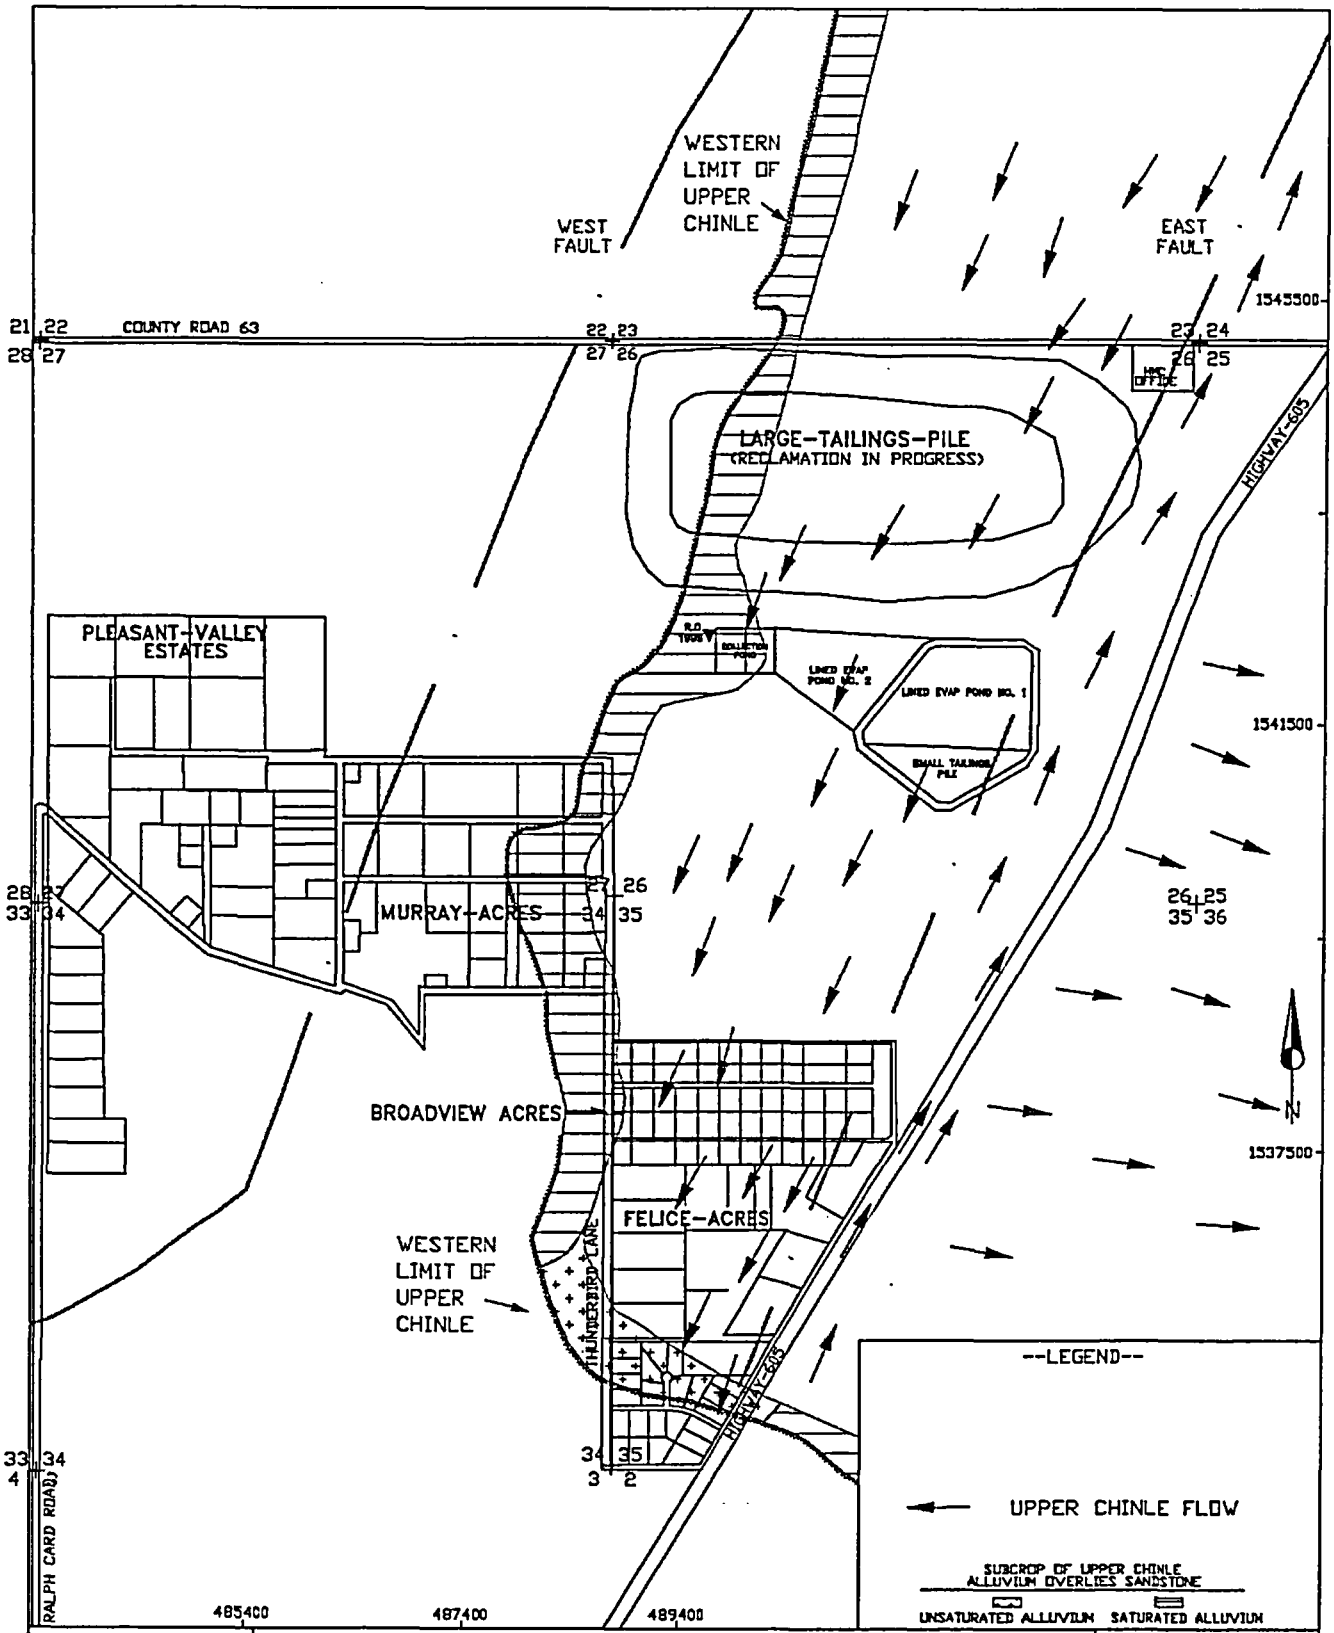 WESTERN
LIMIT OF
UPPER
CHINLE
WEST
FAULT
EAST
FAULT
1545500
21 22
COUNTY ROAD 63
22 23
23 24
28 27
27 26
26 25
HMC
OFFICE
HIGHWAY-605
LARGE-TAILINGS-PILE
(RECLAMATION IN PROGRESS)
PLEASANT-VALLEY
ESTATES
R.O.
COLLECTION
POND
LINED EVAP
POND NO. 2
LINED EVAP POND NO. 1
1541500
SMALL TAILINGS
PILE
28 27
26
26 25
33 34
MURRAY-ACRES
34 35
35 36
N
BROADVIEW ACRES
1537500
FELICE-ACRES
THUNDERBIRD LANE
WESTERN
LIMIT OF
UPPER
CHINLE
HIGHWAY-605
--LEGEND--
33 34
34 35
4
3 2
RALPH CARD ROAD
UPPER CHINLE FLOW
SUBCROP OF UPPER CHINLE
ALLUVIUM OVERLIES SANDSTONE
UNSATURATED ALLUVIUM SATURATED ALLUVIUM
485400
487400
489400